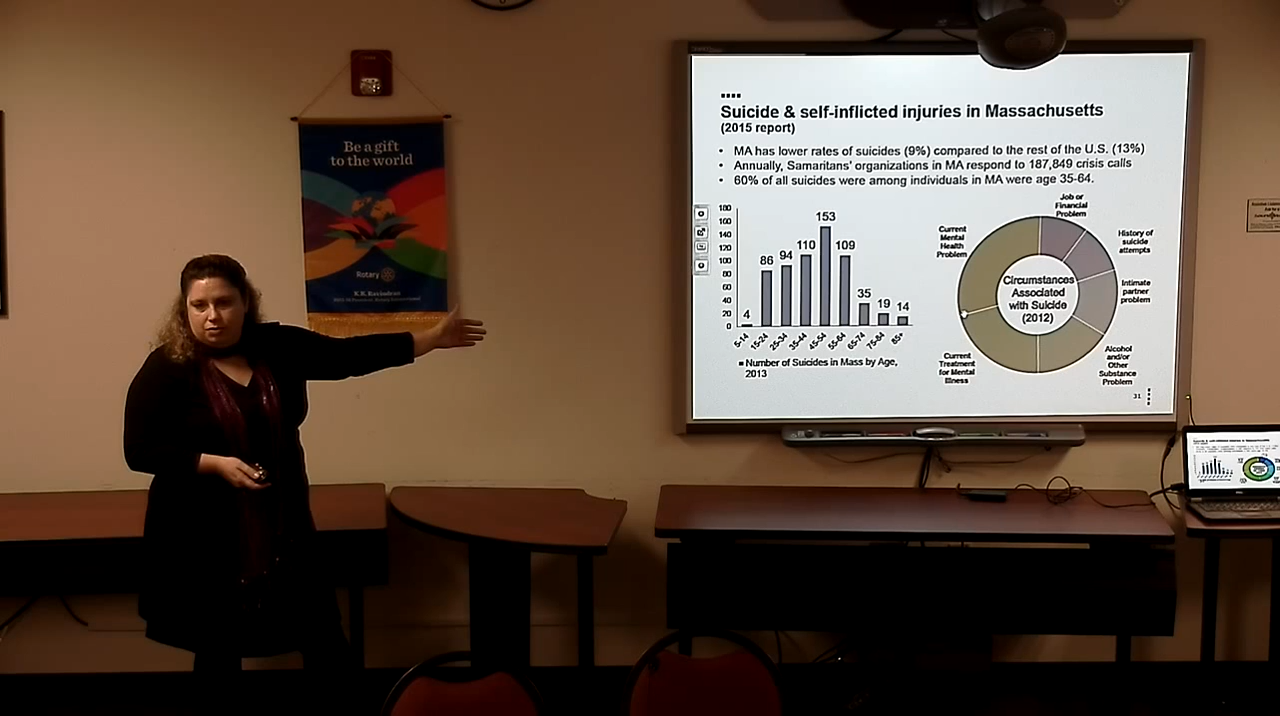 Be a gift
to the world
Rotary
K.R. Ravindran
Suicide & self-inflicted injuries in Massachusetts
(2015 report)
• MA has lower rates of suicides (9%) compared to the rest of the U.S. (13%)
• Annually, Samaritans' organizations in MA respond to 187,849 crisis calls
• 60% of all suicides were among individuals in MA were age 35-64.
180
160
140
120
100
80
60
40
20
0
4
86
94
110
153
109
35
19
14
5-14
15-24
25-34
35-44
45-54
55-64
65-74
75-84
85+
Number of Suicides in Mass by Age,
2013
Job or
Financial
Problem
History of
suicide
attempts
Intimate
partner
problem
Alcohol
and/or
Other
Substance
Problem
Current
Treatment
for Mental
Illness
Current
Mental
Health
Problem
Circumstances
Associated
with Suicide
(2012)
31